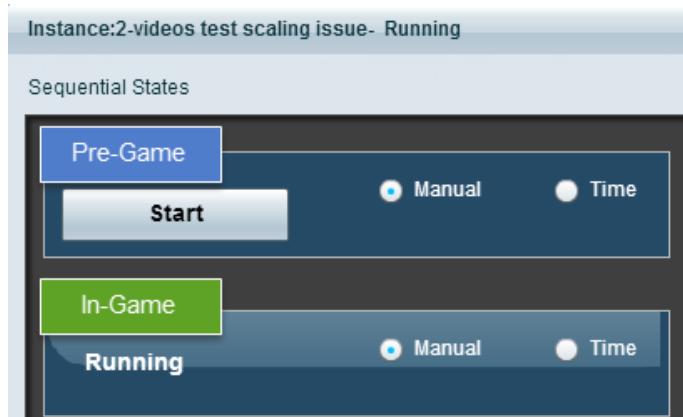 Instance:2-videos test scaling issue- Running
Sequential States
Pre-Game
Start
Manual
Time
In-Game
Running
Manual
Time